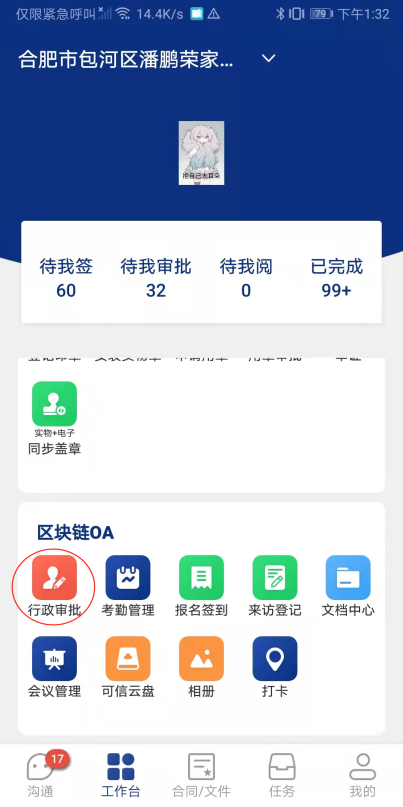 仅限紧急呼叫 14.4K/s 79 下午1:32
合肥市包河区潘鹏荣家...
待我签 待我审批 待我阅 已完成
60 32 0 99+
实物+电子
同步盖章
区块链OA
行政审批 考勤管理 报名签到 来访登记 文档中心
会议管理 可信云盘 相册 打卡
17
沟通 工作台 合同/文件 任务 我的